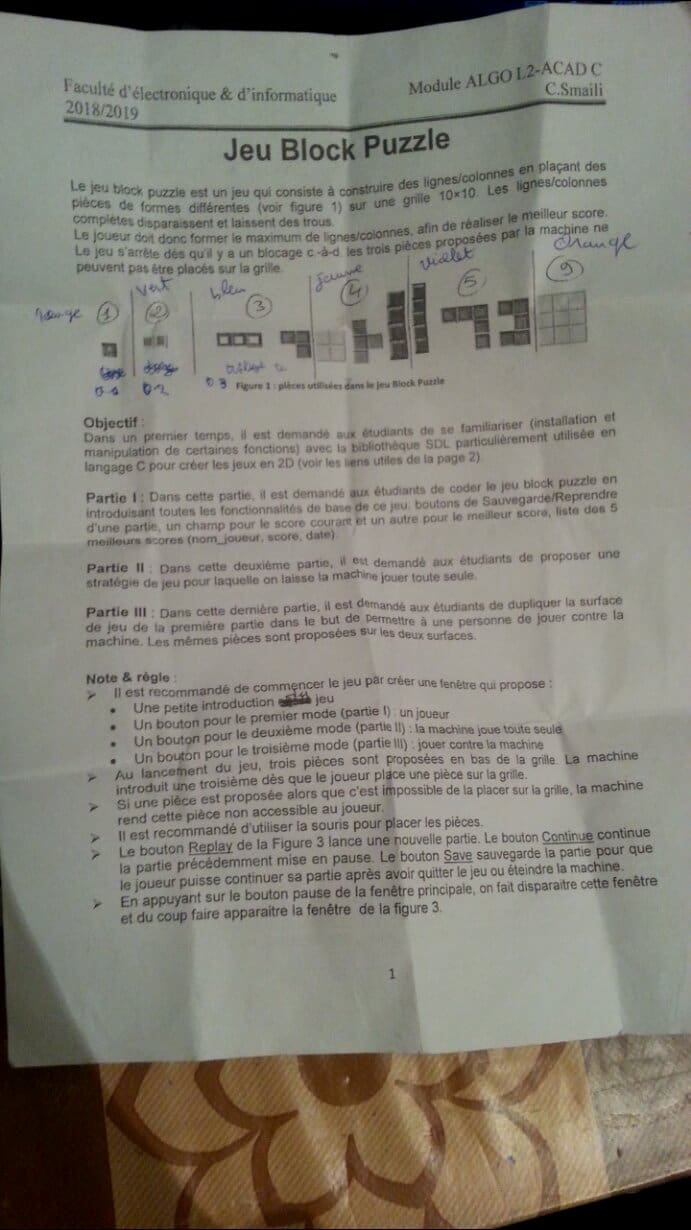 Faculté d'électronique & d'informatique
2018/2019
Module ALGO L2-ACAD C
C.Smaili
Jeu Block Puzzle
Le jeu block puzzle est un jeu qui consiste à construire des lignes/colonnes en plaçant des
pièces de formes différentes (voir figure 1) sur une grille 10×10. Les lignes/colonnes
complètes disparaissent et laissent des trous.
Le joueur doit donc former le maximum de lignes/colonnes, afin de réaliser le meilleur score.
Le jeu s'arrête dès qu'il y a un blocage c.-à-d. les trois pièces proposées par la machine ne
peuvent pas être placés sur la grille.
vert
bleu
jaune
violet
orange
1
2
3
4
5
9
03
Figure 1 : pièces utilisées dans le jeu Block Puzzle
Objectif :
Dans un premier temps, il est demandé aux étudiants de se familiariser (installation et
manipulation de certaines fonctions) avec la bibliothèque SDL particulièrement utilisée en
langage C pour créer les jeux en 2D (voir les liens utiles de la page 2)
Partie I : Dans cette partie, il est demandé aux étudiants de coder le jeu block puzzle en
introduisant toutes les fonctionnalités de base de ce jeu: boutons de Sauvegarde/Reprendre
d'une partie, un champ pour le score courant et un autre pour le meilleur score, liste des 5
meilleurs scores (nom_joueur, score, date).
Partie II : Dans cette deuxième partie, il est demandé aux étudiants de proposer une
stratégie de jeu pour laquelle on laisse la machine jouer toute seule.
Partie III : Dans cette dernière partie, il est demandé aux étudiants de dupliquer la surface
de jeu de la première partie dans le but de permettre à une personne de jouer contre la
machine. Les mêmes pièces sont proposées sur les deux surfaces.
Note & règle :
➢ Il est recommandé de commencer le jeu par créer une fenêtre qui propose :
• Une petite introduction jeu
• Un bouton pour le premier mode (partie I) : un joueur
• Un bouton pour le deuxième mode (partie II) : la machine joue toute seule
• Un bouton pour le troisième mode (partie III) : jouer contre la machine
➢ Au lancement du jeu, trois pièces sont proposées en bas de la grille. La machine
introduit une troisième dès que le joueur place une pièce sur la grille.
➢ Si une pièce est proposée alors que c'est impossible de la placer sur la grille, la machine
rend cette pièce non accessible au joueur.
➢ Il est recommandé d'utiliser la souris pour placer les pièces.
➢ Le bouton Replay de la Figure 3 lance une nouvelle partie. Le bouton Continue continue
la partie précédemment mise en pause. Le bouton Save sauvegarde la partie pour que
le joueur puisse continuer sa partie après avoir quitter le jeu ou éteindre la machine.
➢ En appuyant sur le bouton pause de la fenêtre principale, on fait disparaitre cette fenêtre
et du coup faire apparaitre la fenêtre de la figure 3.
1